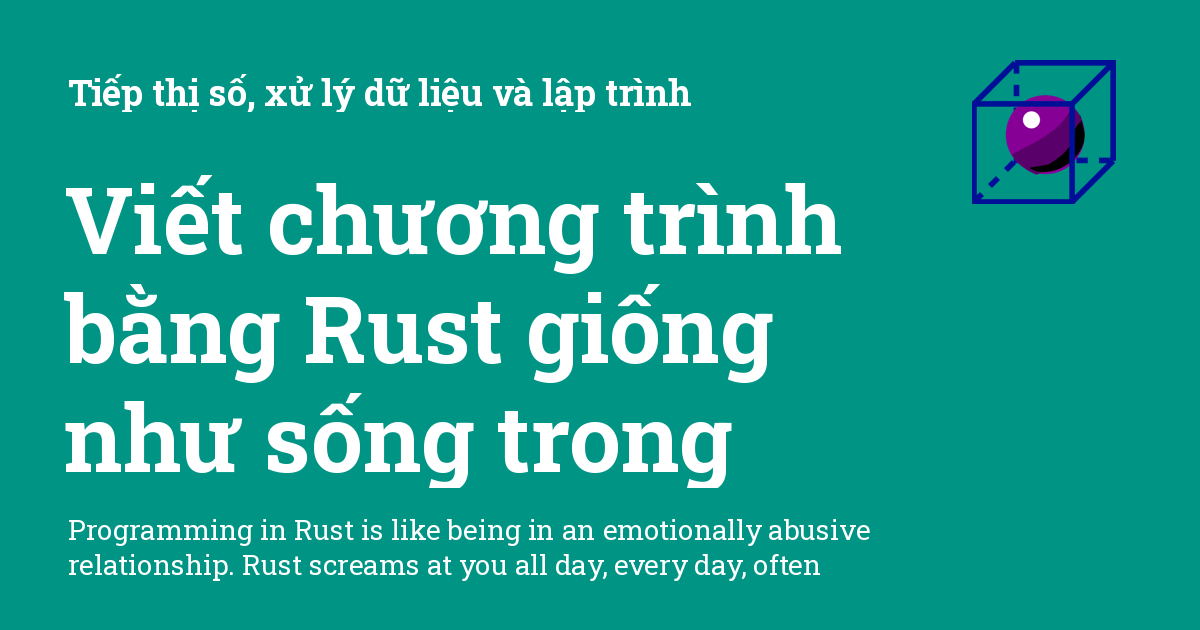 Tiếp thị số, xử lý dữ liệu và lập trình
Viết chương trình
bằng Rust giống
như sống trong
Programming in Rust is like being in an emotionally abusive
relationship. Rust screams at you all day, every day, often